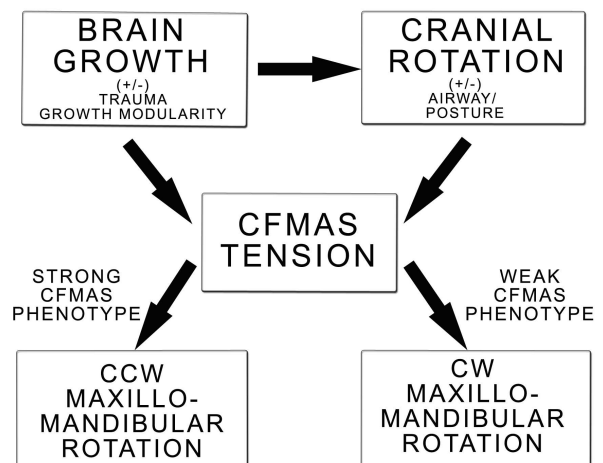 BRAIN
GROWTH
(+/-)
TRAUMA
GROWTH MODULARITY
CRANIAL
ROTATION
(+/-)
AIRWAY/
POSTURE
CFMAS
TENSION
STRONG
CFMAS
PHENOTYPE
WEAK
CFMAS
PHENOTYPE
CCW
MAXILLO-
MANDIBULAR
ROTATION
CW
MAXILLO-
MANDIBULAR
ROTATION